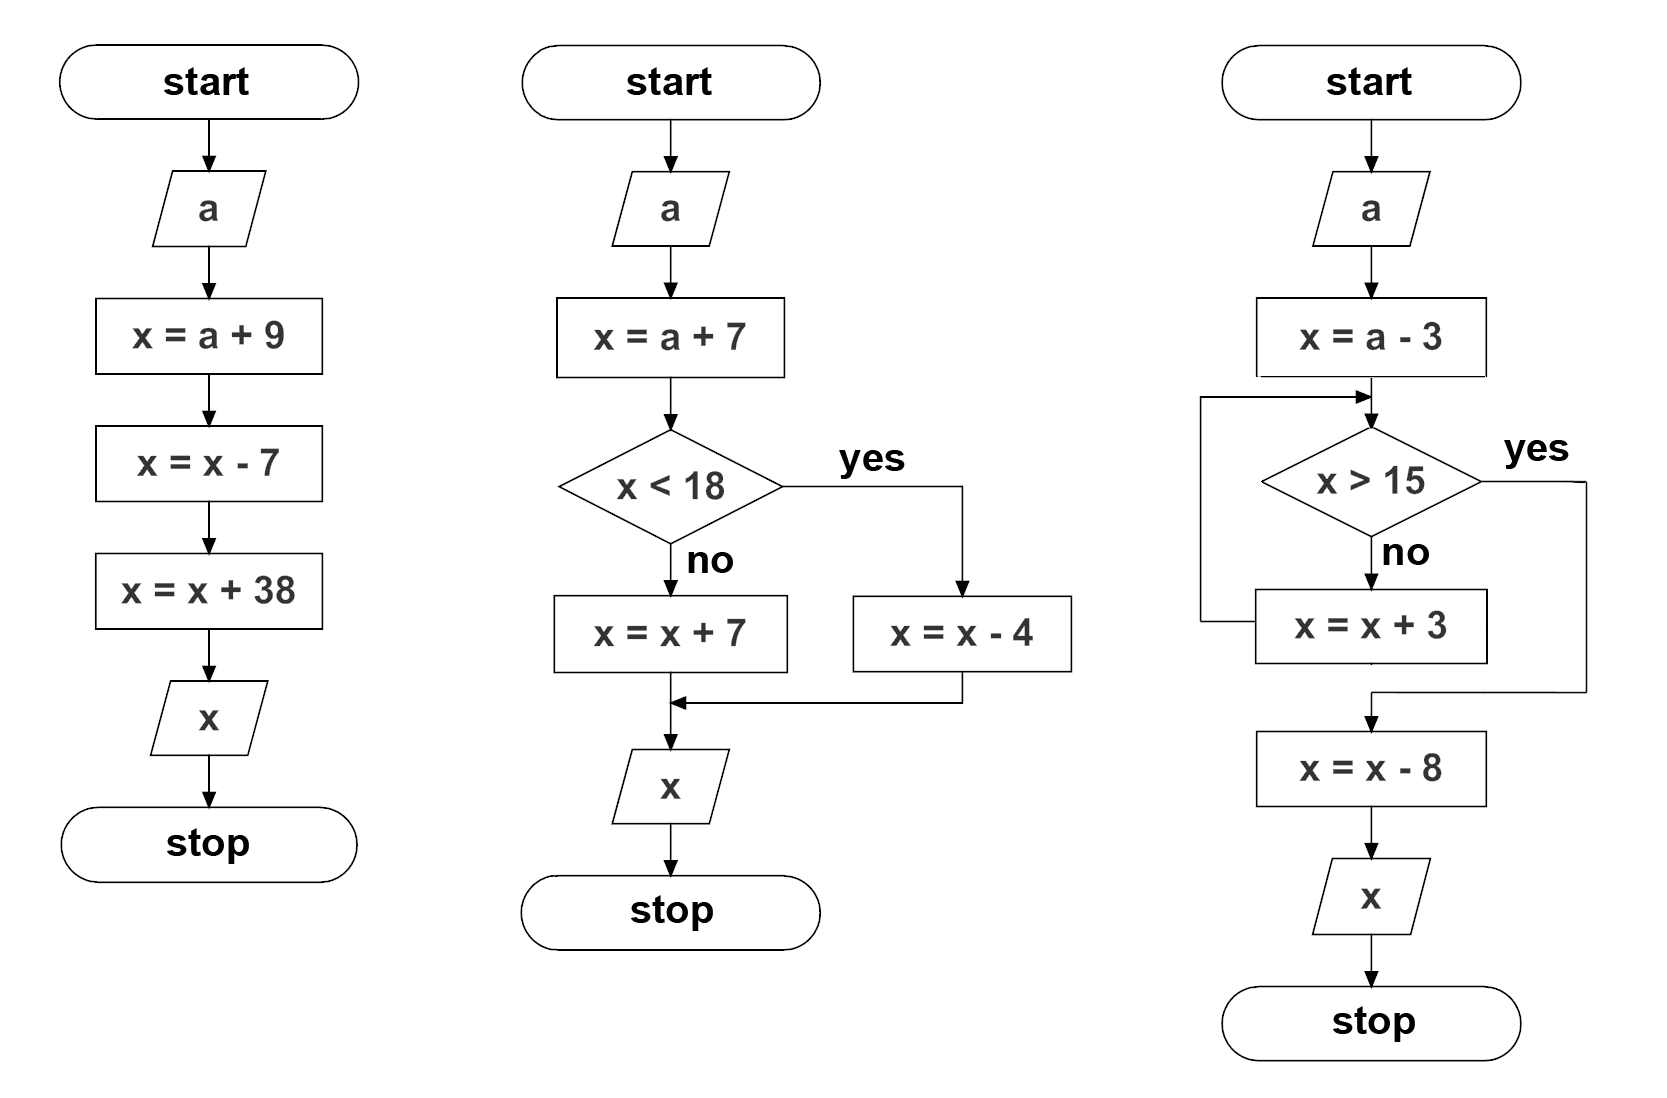 start
a
x = a + 9
x = x - 7
x = x + 38
x
stop
start
a
x = a + 7
x < 18
yes
no
x = x + 7
x = x - 4
x
stop
start
a
x = a - 3
x > 15
yes
no
x = x + 3
x = x - 8
x
stop